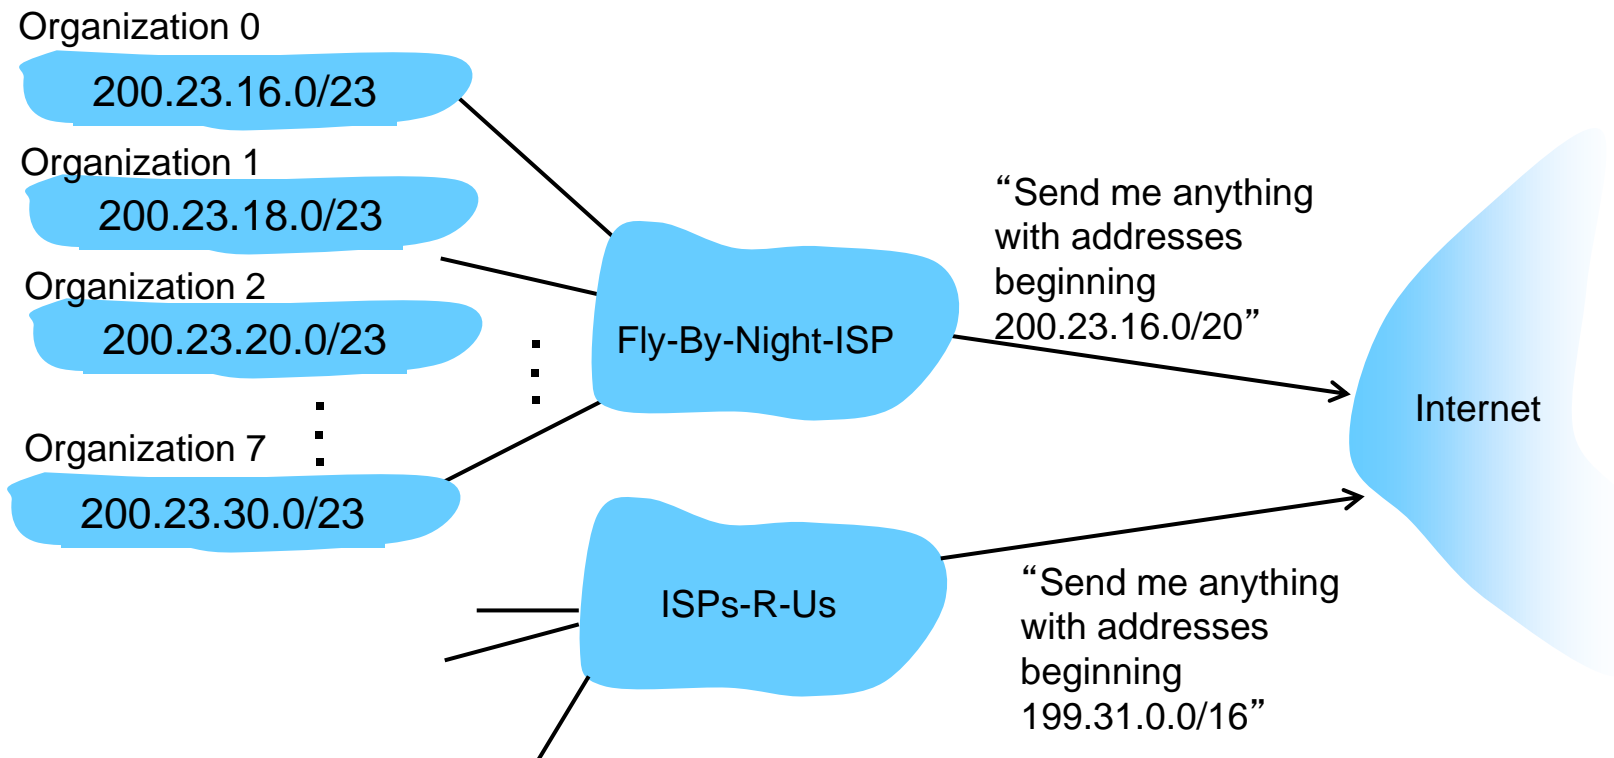 Organization 0
200.23.16.0/23
Organization 1
200.23.18.0/23
Organization 2
200.23.20.0/23
Organization 7
200.23.30.0/23
Fly-By-Night-ISP
“Send me anything
with addresses
beginning
200.23.16.0/20”
Internet
ISPs-R-Us
“Send me anything
with addresses
beginning
199.31.0.0/16”